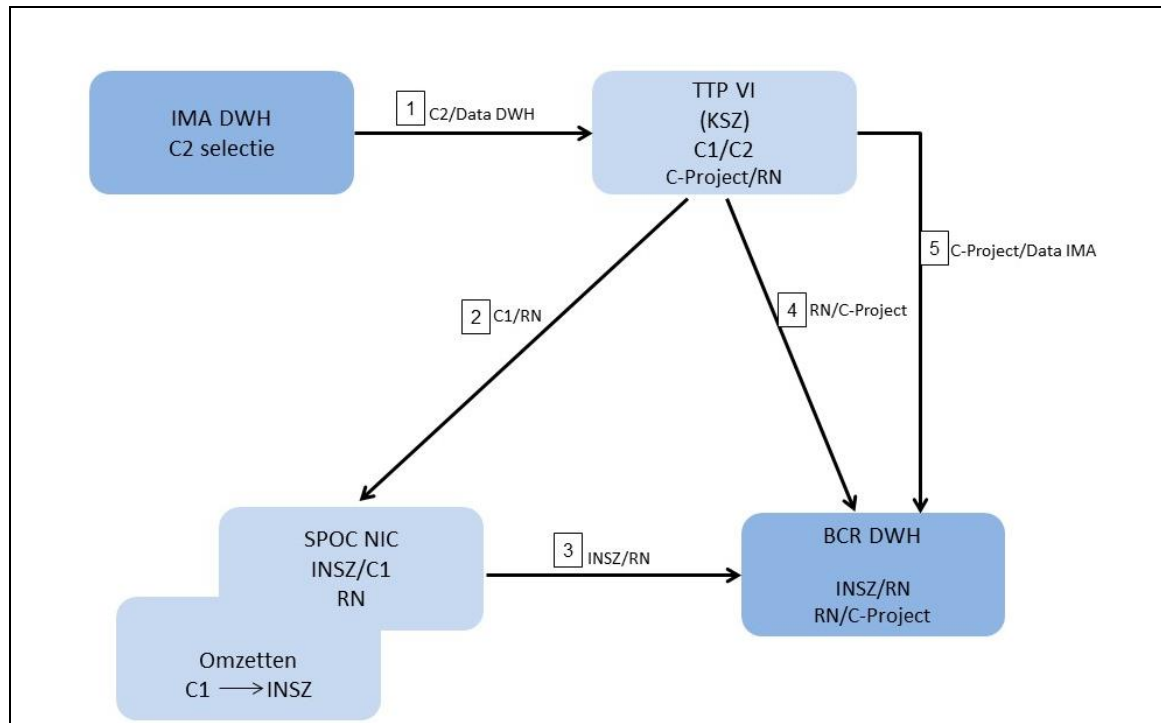 IMA DWH
C2 selectie
1 C2/Data DWH
TTP VI
(KSZ)
C1/C2
C-Project/RN
2 C1/RN
4 RN/C-Project
5 C-Project/Data IMA
SPOC NIC
INSZ/C1
RN
3 INSZ/RN
BCR DWH
INSZ/RN
RN/C-Project
Omzetten
C1 → INSZ